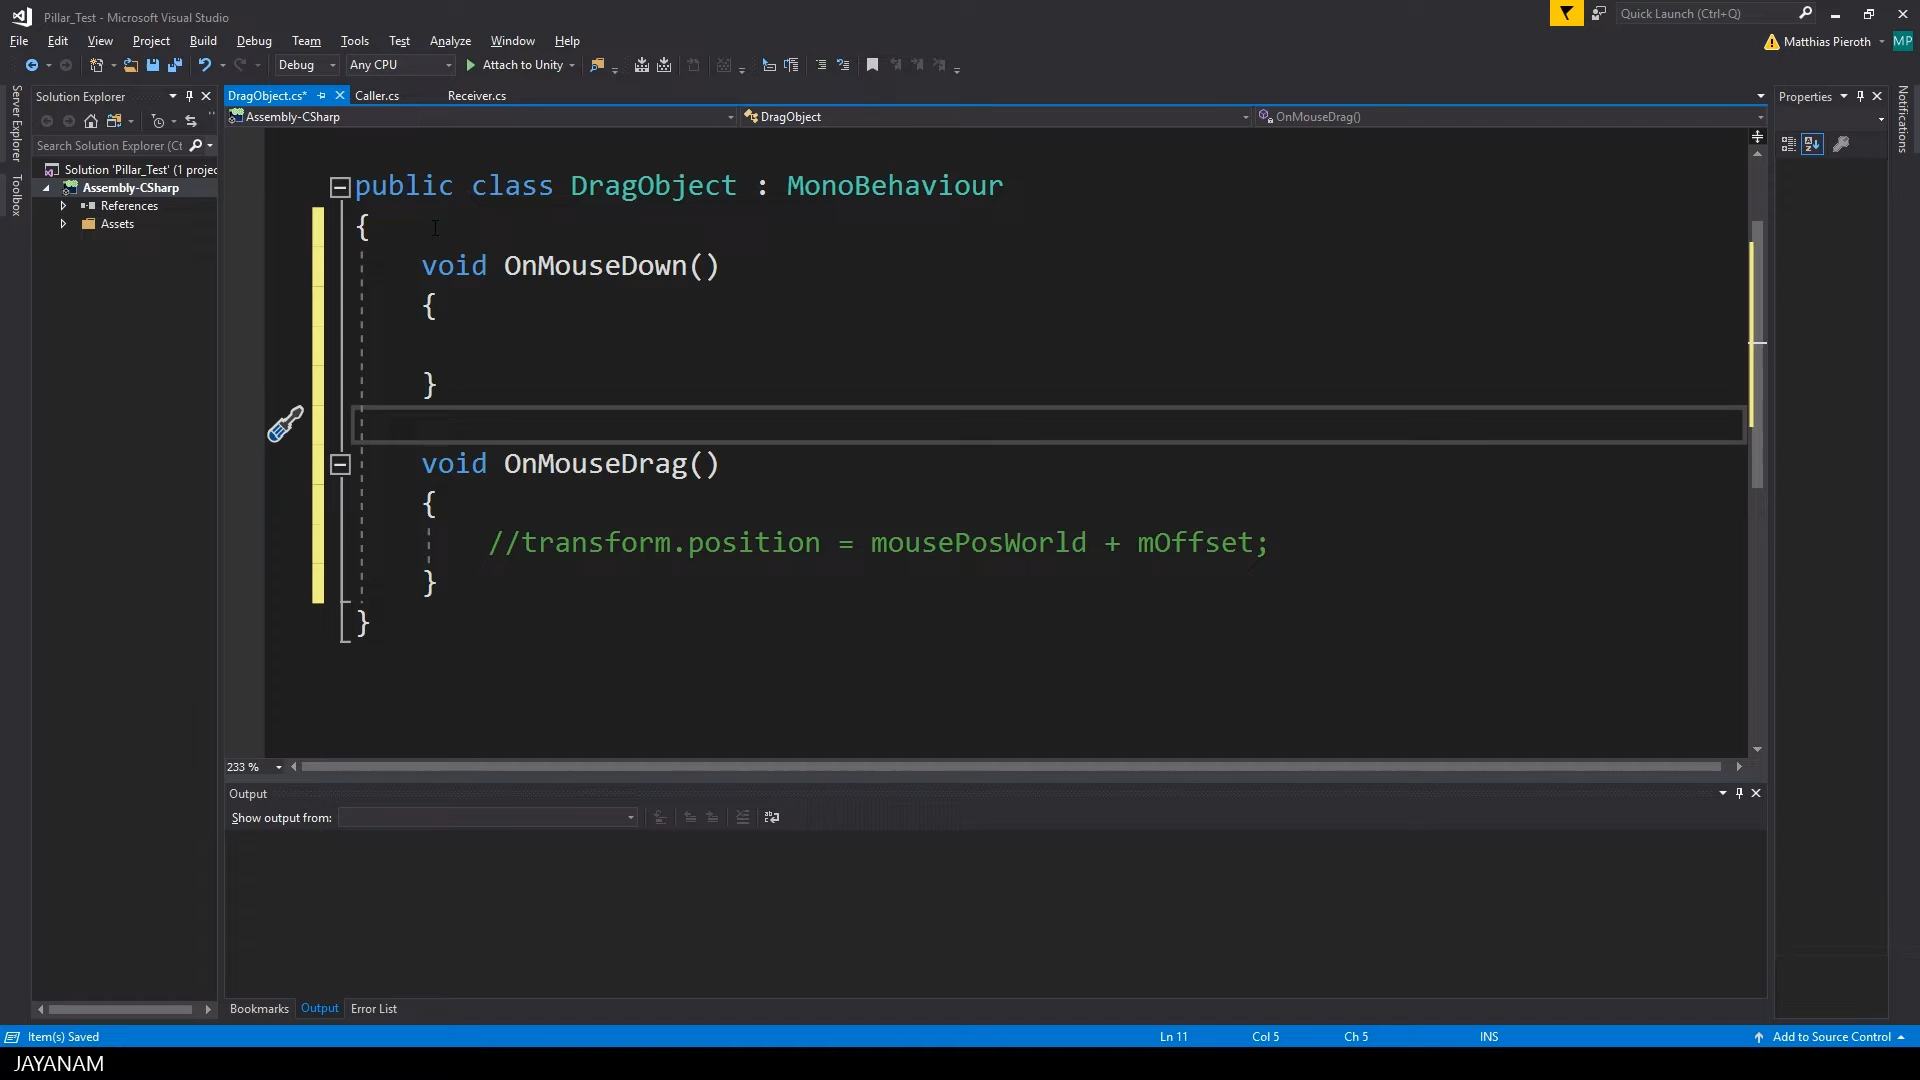 Pillar_Test - Microsoft Visual Studio
Quick Launch (Ctrl+Q)
File Edit View Project Build Debug Team Tools Test Analyze Window Help
Matthias Pieroth MP
Debug Any CPU Attach to Unity
Server Explorer
Toolbox
Solution Explorer
Search Solution Explorer (Ct
Solution 'Pillar_Test' (1 projec
Assembly-CSharp
References
Assets
DragObject.cs* Caller.cs Receiver.cs
Assembly-CSharp DragObject OnMouseDrag()
public class DragObject : MonoBehaviour
{
void OnMouseDown()
{
}
void OnMouseDrag()
{
//transform.position = mousePosWorld + mOffset;
}
}
233 %
Output
Show output from:
Bookmarks Output Error List
Properties
Notifications
Item(s) Saved Ln 11 Col 5 Ch 5 INS Add to Source Control
JAYANAM